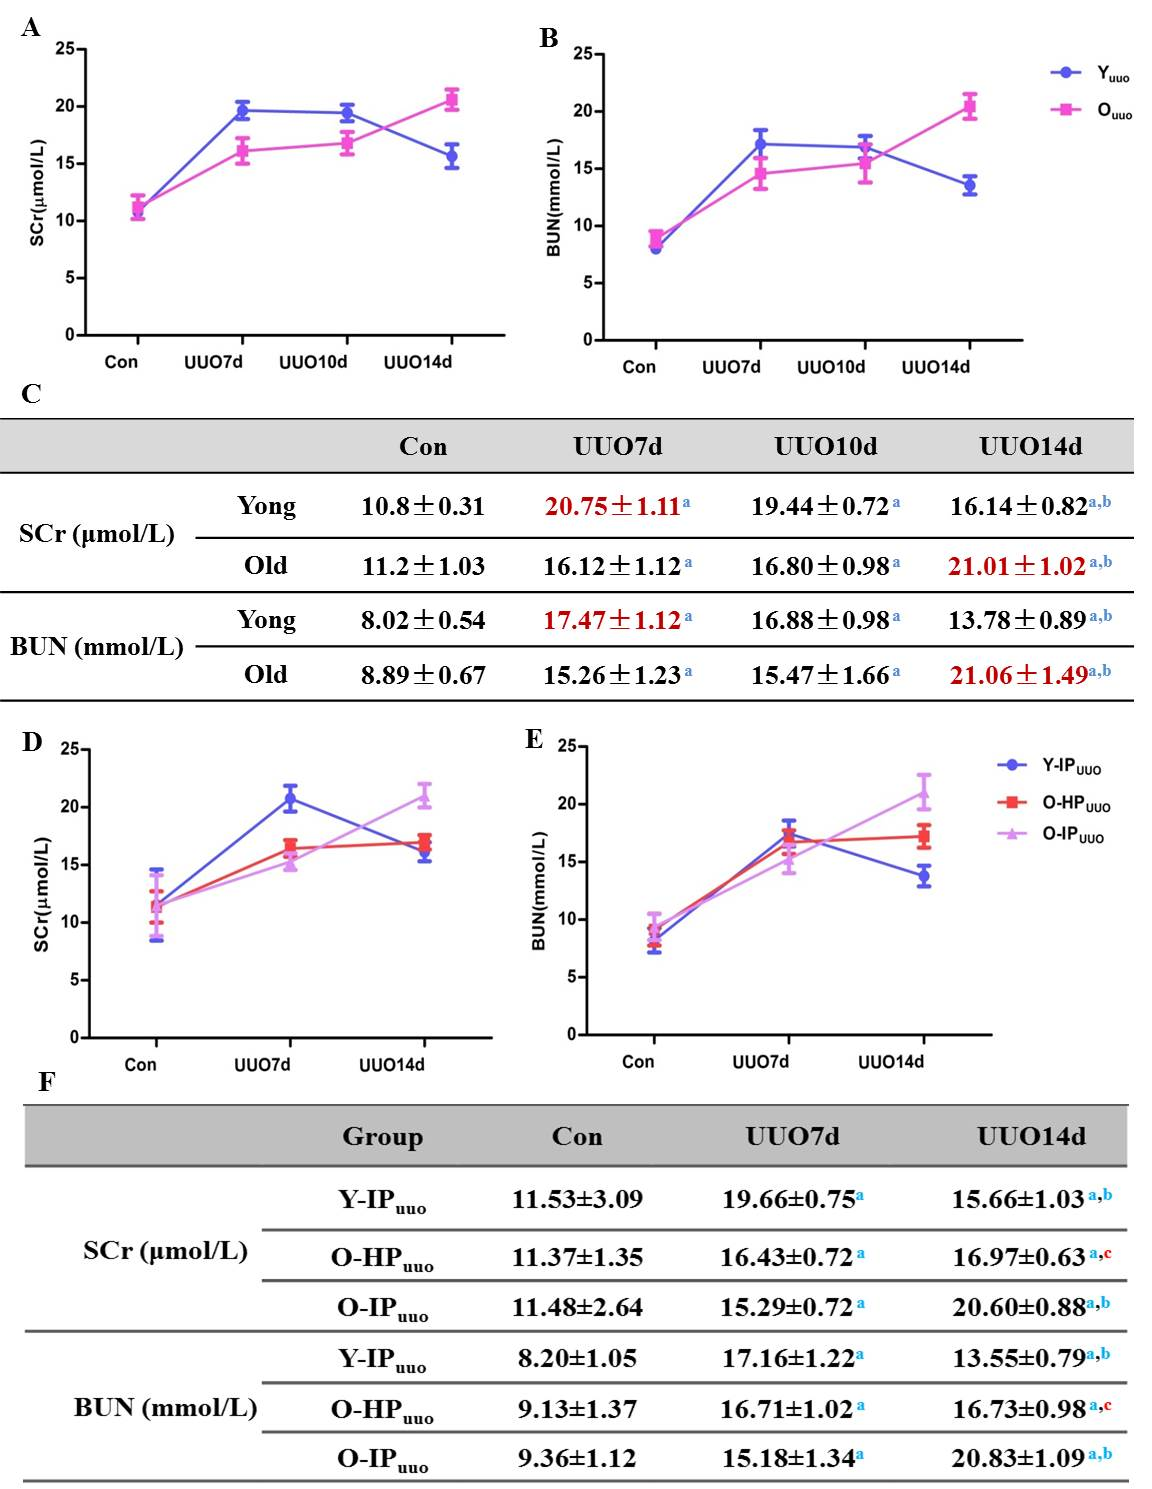 A
B
25
20
15
10
5
0
SCr(μmol/L)
Con UUO7d UUO10d UUO14d
25
20
15
10
5
0
BUN(mmol/L)
Con UUO7d UUO10d UUO14d
Yuuo
Ouuo
C
Con UUO7d UUO10d UUO14d
SCr (μmol/L)
Yong 10.8±0.31 20.75±1.11a 19.44±0.72a 16.14±0.82a,b
Old 11.2±1.03 16.12±1.12a 16.80±0.98a 21.01±1.02a,b
BUN (mmol/L)
Yong 8.02±0.54 17.47±1.12a 16.88±0.98a 13.78±0.89a,b
Old 8.89±0.67 15.26±1.23a 15.47±1.66a 21.06±1.49a,b
D
E
25
20
15
10
5
0
SCr(μmol/L)
Con UUO7d UUO14d
25
20
15
10
5
0
BUN(mmol/L)
Con UUO7d UUO14d
Y-IPUUO
O-HPUUO
O-IPUUO
F
Group Con UUO7d UUO14d
SCr (μmol/L)
Y-IPuuo 11.53±3.09 19.66±0.75a 15.66±1.03a,b
O-HPuuo 11.37±1.35 16.43±0.72a 16.97±0.63a,c
O-IPuuo 11.48±2.64 15.29±0.72a 20.60±0.88a,b
BUN (mmol/L)
Y-IPuuo 8.20±1.05 17.16±1.22a 13.55±0.79a,b
O-HPuuo 9.13±1.37 16.71±1.02a 16.73±0.98a,c
O-IPuuo 9.36±1.12 15.18±1.34a 20.83±1.09a,b